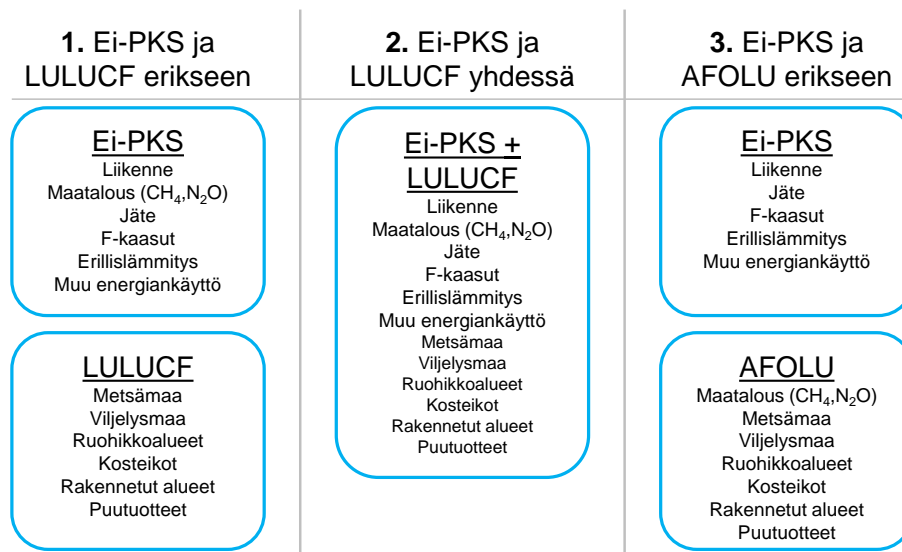 1. Ei-PKS ja
LULUCF erikseen
Ei-PKS
Liikenne
Maatalous (CH₄,N₂O)
Jäte
F-kaasut
Erillislämmitys
Muu energiankäyttö
LULUCF
Metsämaa
Viljelysmaa
Ruohikkoalueet
Kosteikot
Rakennetut alueet
Puutuotteet
2. Ei-PKS ja
LULUCF yhdessä
Ei-PKS +
LULUCF
Liikenne
Maatalous (CH₄,N₂O)
Jäte
F-kaasut
Erillislämmitys
Muu energiankäyttö
Metsämaa
Viljelysmaa
Ruohikkoalueet
Kosteikot
Rakennetut alueet
Puutuotteet
3. Ei-PKS ja
AFOLU erikseen
Ei-PKS
Liikenne
Jäte
F-kaasut
Erillislämmitys
Muu energiankäyttö
AFOLU
Maatalous (CH₄,N₂O)
Metsämaa
Viljelysmaa
Ruohikkoalueet
Kosteikot
Rakennetut alueet
Puutuotteet